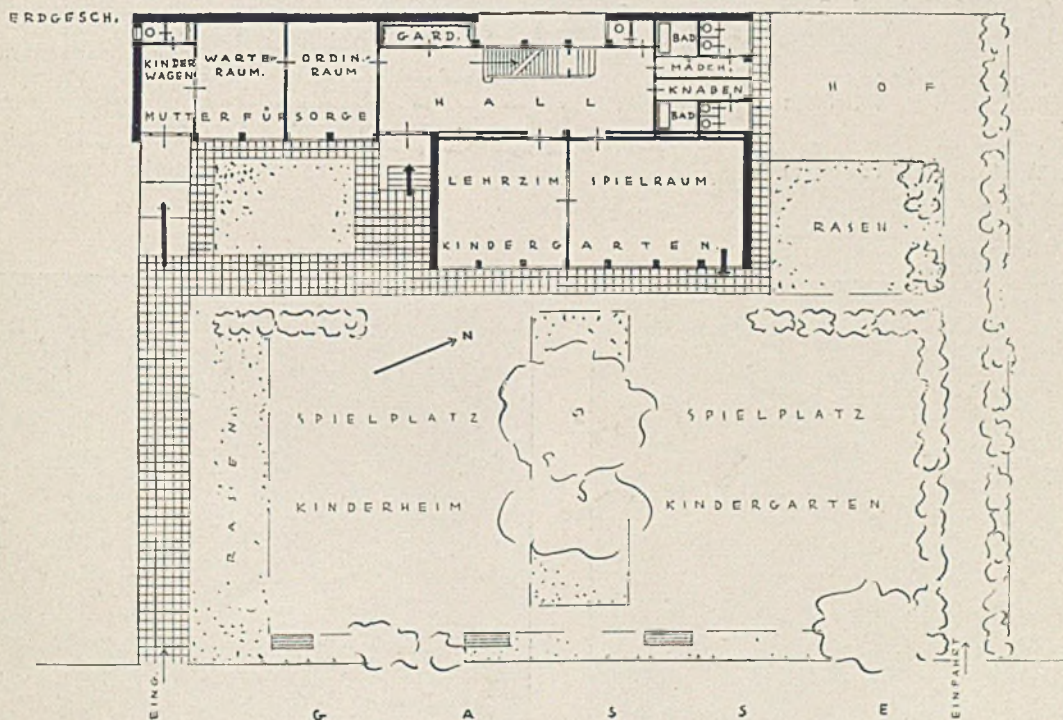 ERDGESCH.
GARD.
BAD
KINDER
WAGEN
WARTE-
RAUM.
ORDIN.
RAUM
MÄDCH.
KNABEN
HALL
HOF
MUTTERFÜRSORGE
BAD
LEHRZIM
SPIELRAUM
RASEN
KINDERGARTEN.
N
SPIELPLATZ
SPIELPLATZ
RASEN
KINDERHEIM
KINDERGARTEN
EING.
EINFAHRT
GASSE